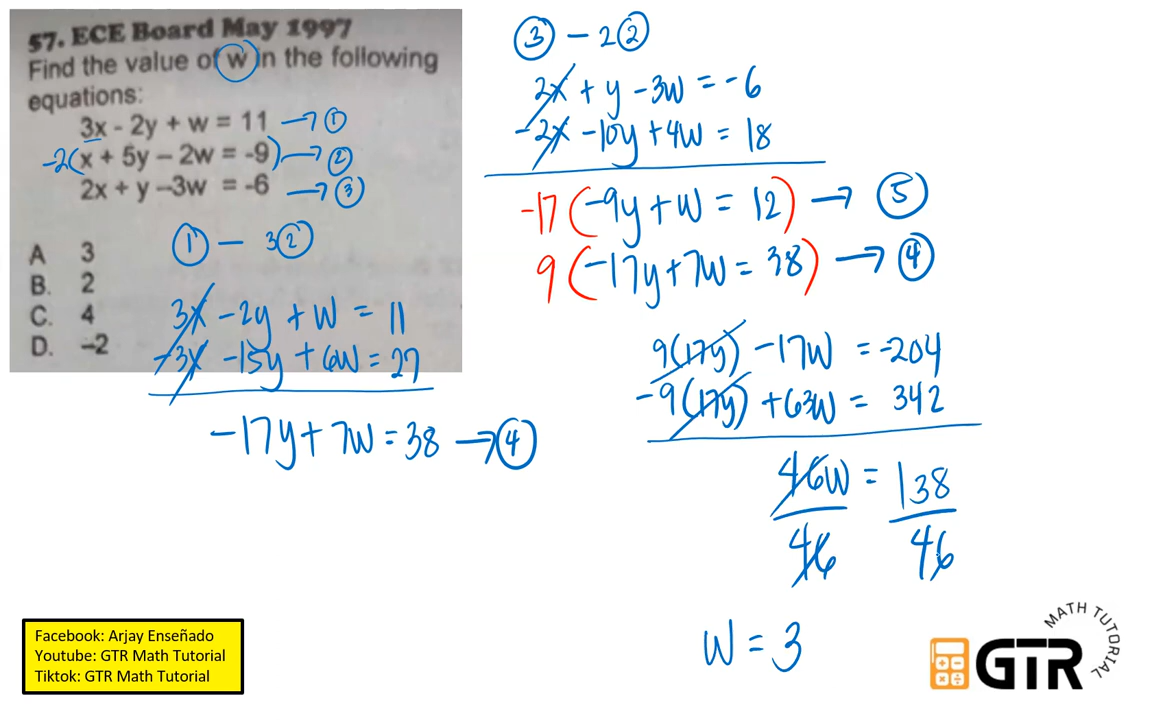 57. ECE Board May 1997
Find the value of w in the following
equations:
3x - 2y + w = 11 → ①
-2(x + 5y – 2w = -9) → ②
2x + y –3w = -6 → ③
A 3
B. 2
C. 4
D. –2
① - 3②
3x - 2y + w = 11
-3x - 15y + 6w = 27
-17y + 7w = 38 → ④
③ - 2②
2x + y - 3w = -6
-2x - 10y + 4w = 18
-17(-9y + w = 12) → ⑤
9(-17y + 7w = 38) → ④
9(17y) - 17w = -204
-9(17y) + 63w = 342
46w = 138
46 46
w = 3
Facebook: Arjay Enseñado
Youtube: GTR Math Tutorial
Tiktok: GTR Math Tutorial
GTR
MATH TUTORIAL